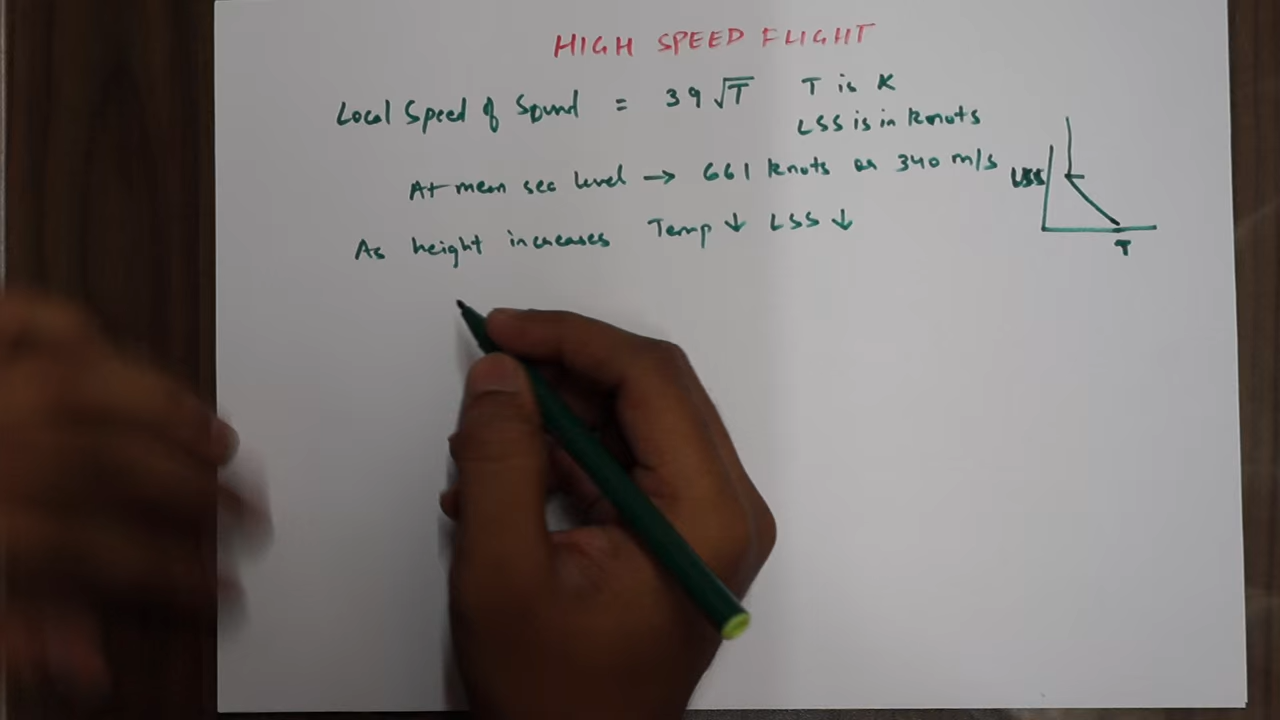 HIGH SPEED FLIGHT
Local Speed of Sound = 39√T T is K
LSS is in knots
At mean sec level → 661 knots or 340 m/s
LSS
As height increases Temp ↓ LSS ↓
T